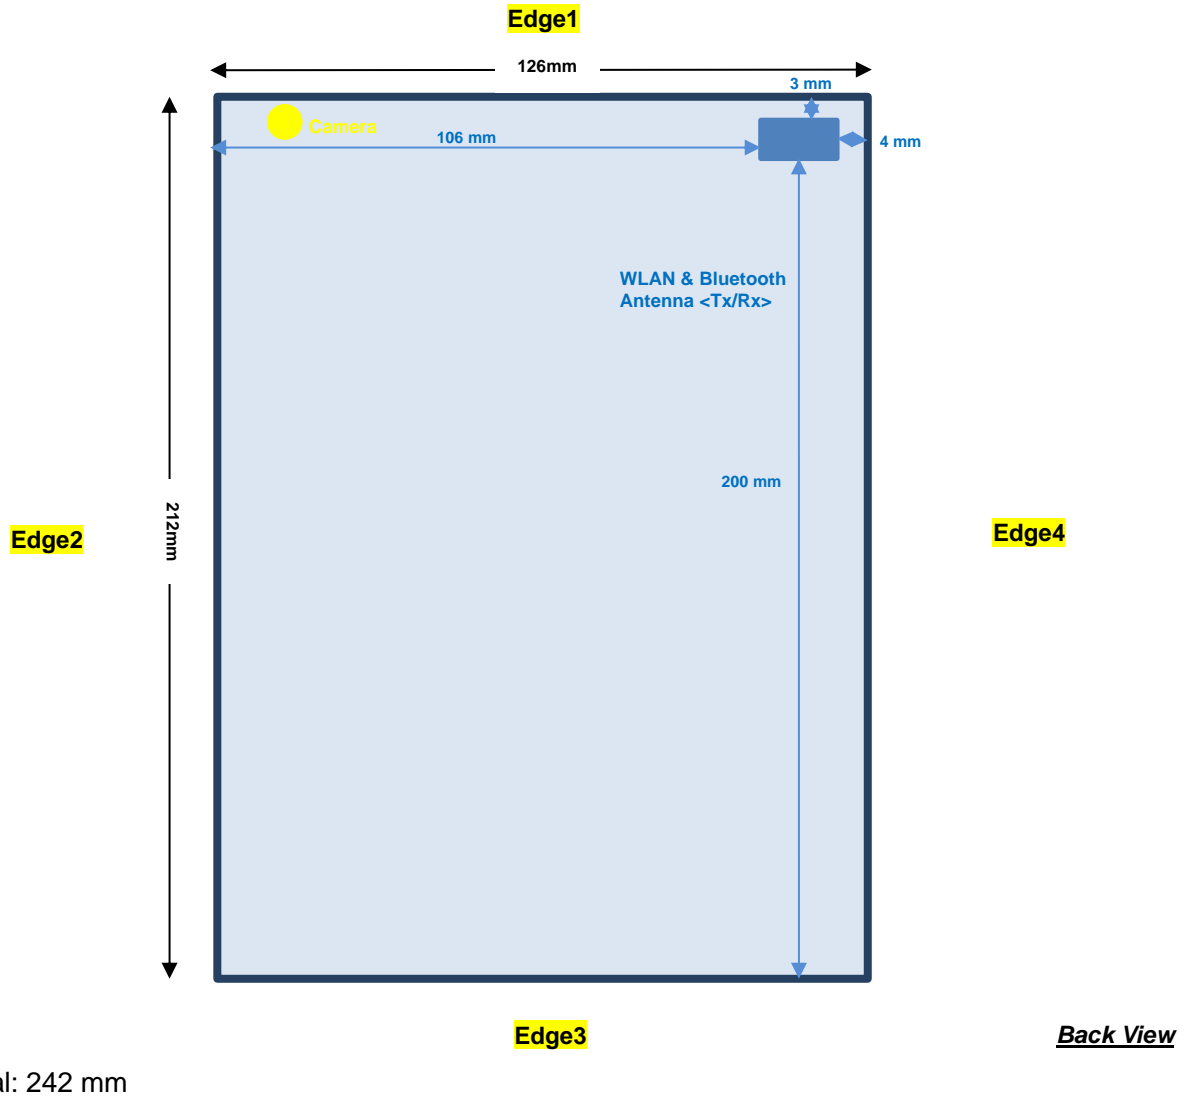 Edge1
126mm
3 mm
Camera
106 mm
4 mm
WLAN & Bluetooth
Antenna <Tx/Rx>
200 mm
212mm
Edge2
Edge4
Edge3
Back View
al: 242 mm